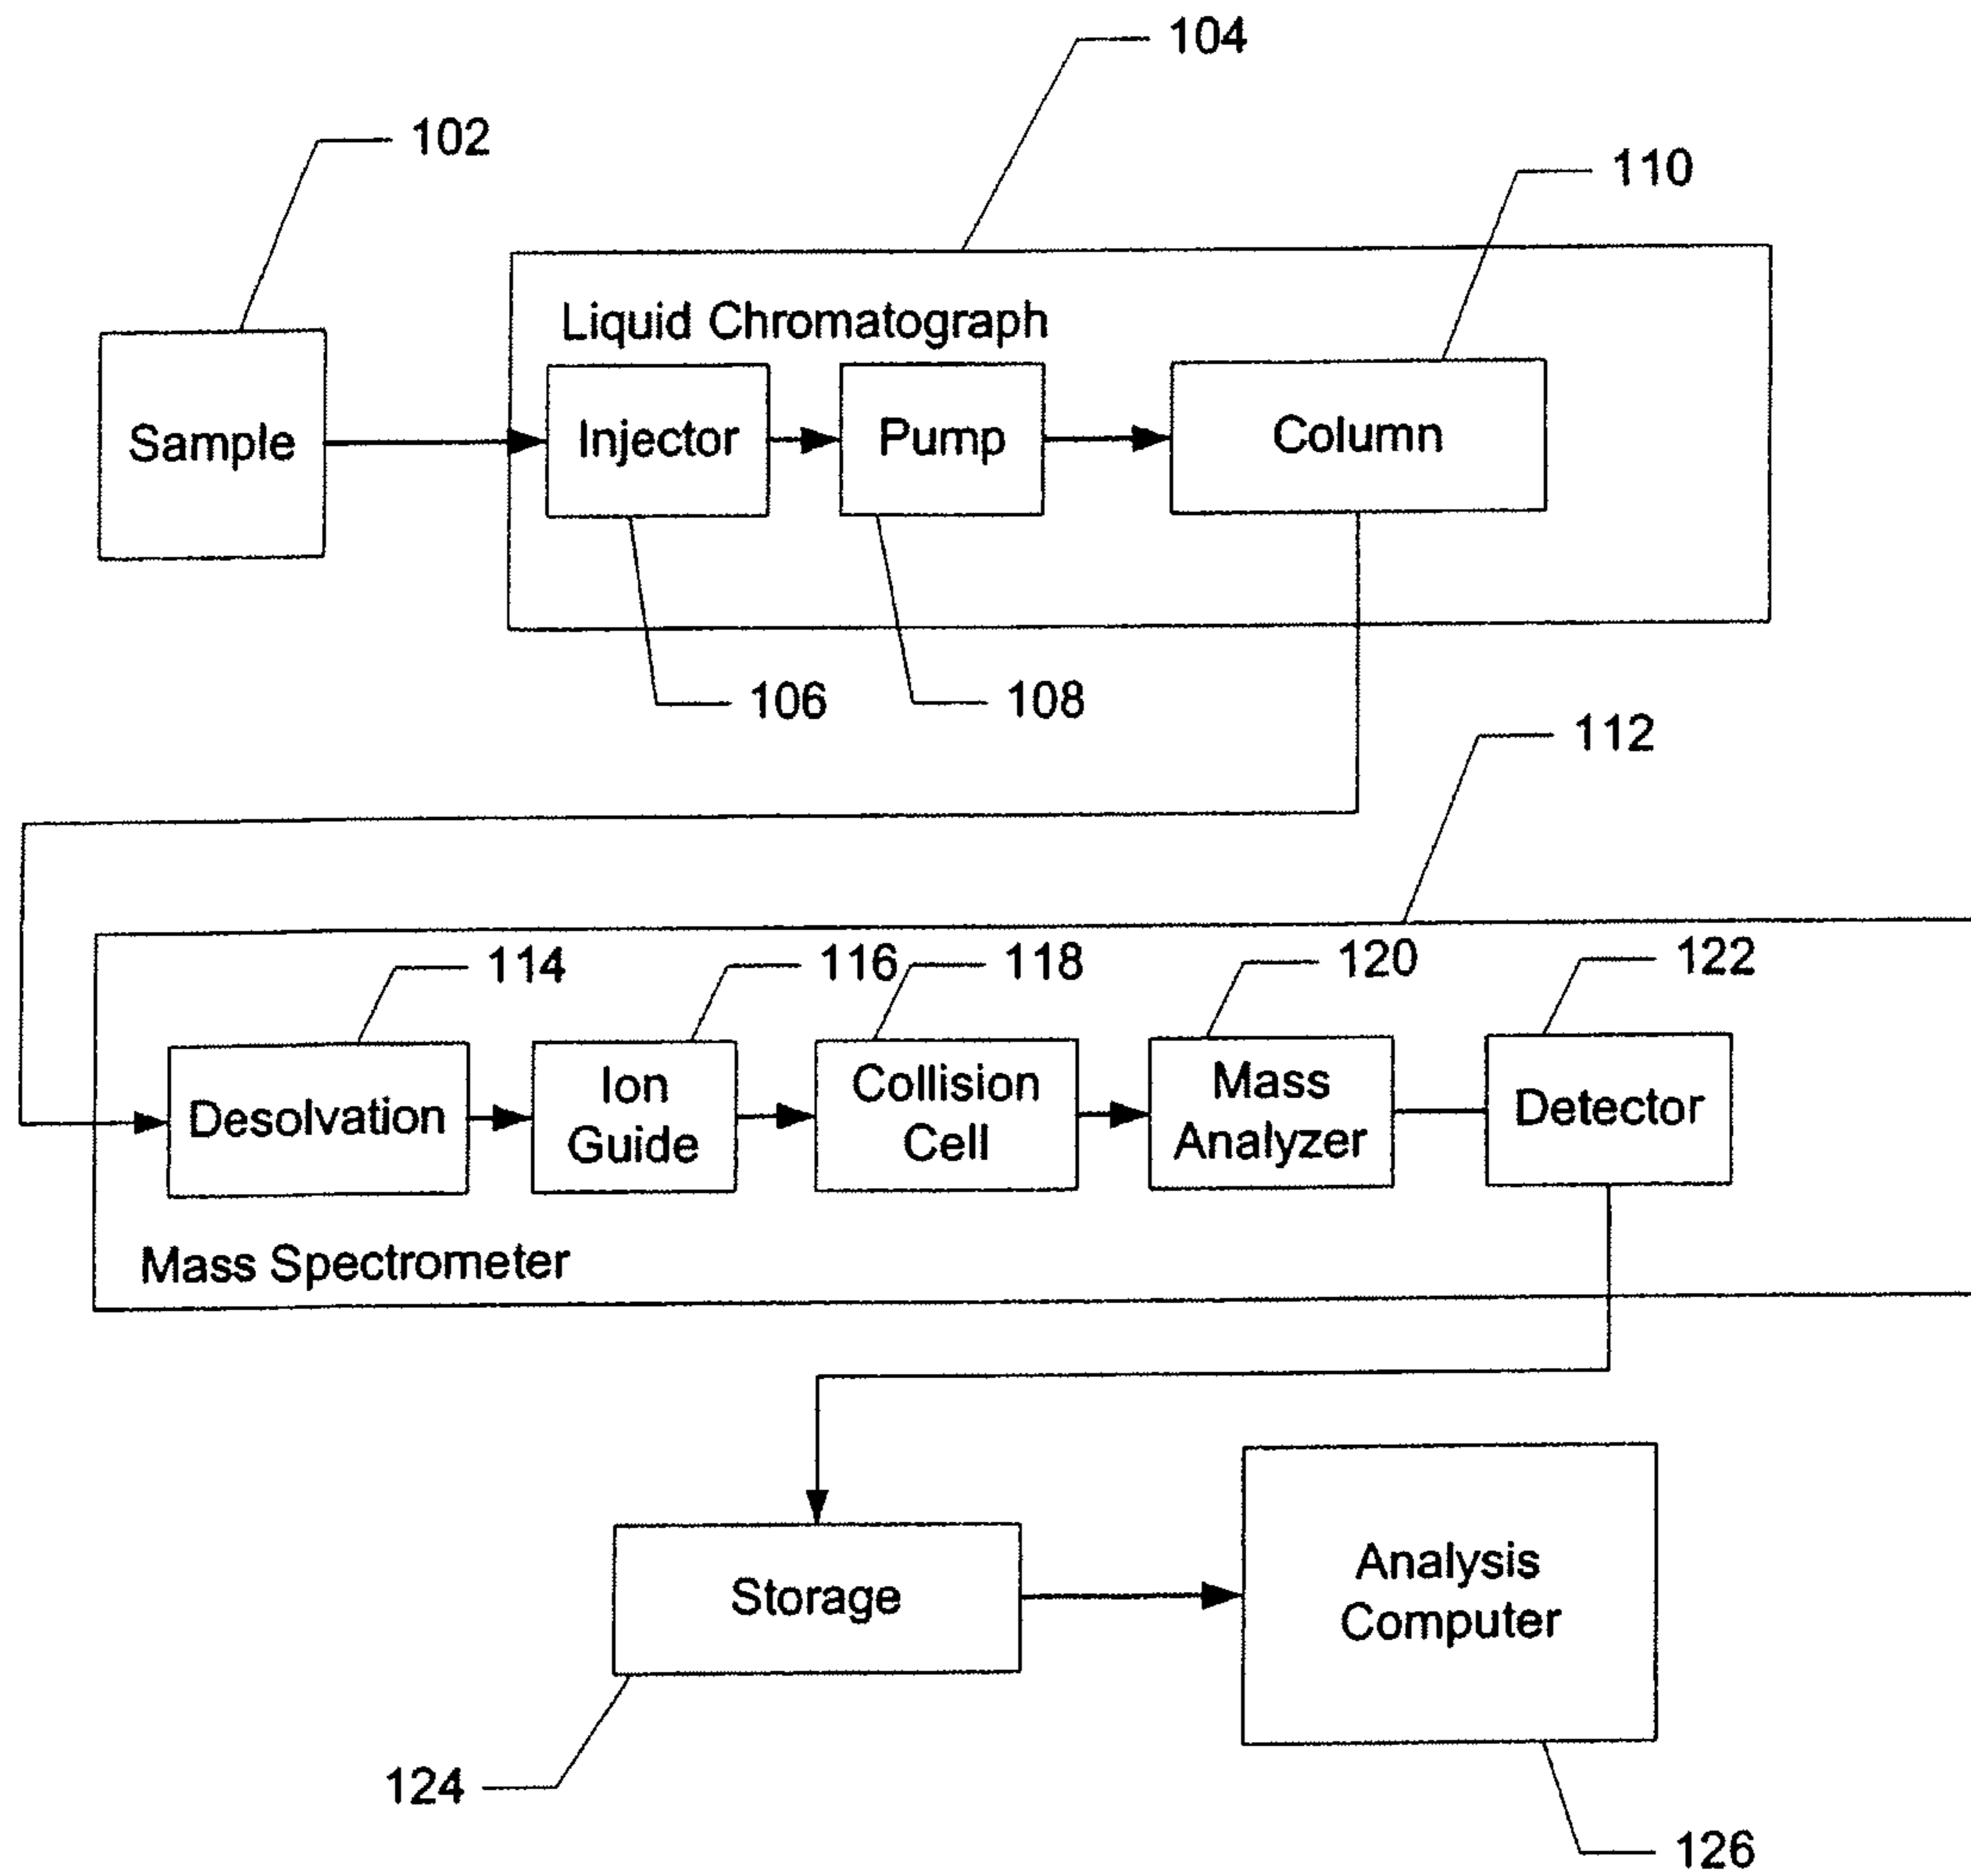 104
102
110
Liquid Chromatograph
Sample
Injector
Pump
Column
106
108
112
114
116
118
120
122
Desolvation
Ion
Guide
Collision
Cell
Mass
Analyzer
Detector
Mass Spectrometer
Storage
Analysis
Computer
124
126